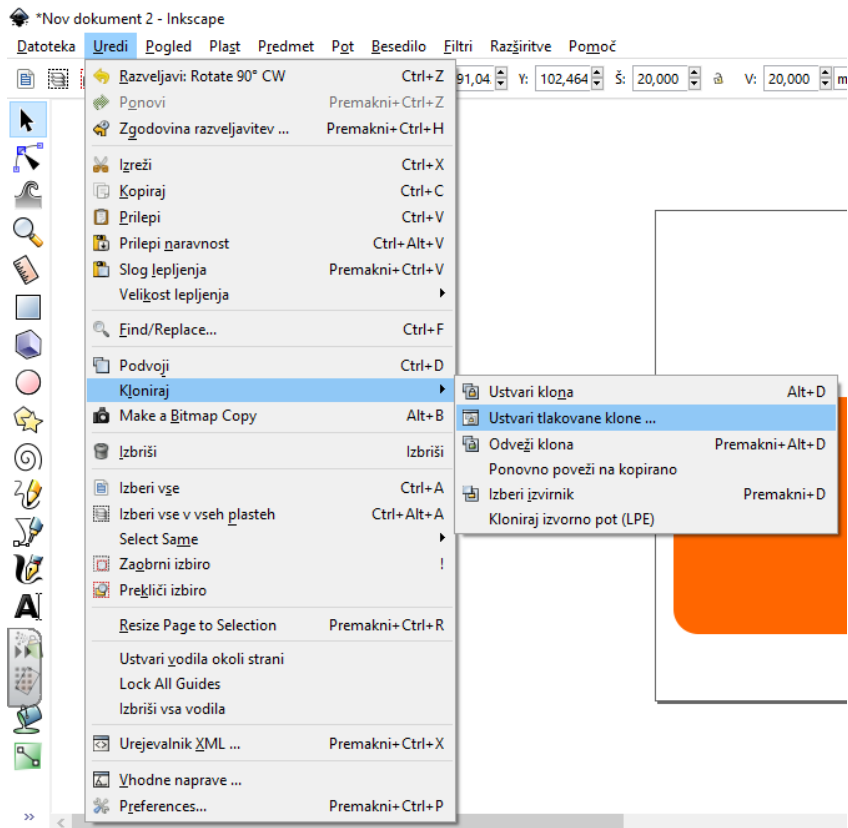 *Nov dokument 2 - Inkscape
Datoteka Uredi Pogled Plast Predmet Pot Besedilo Filtri Razširitve Pomoč
91,04 Y: 102,464 Š: 20,000 V: 20,000 m
Razveljavi: Rotate 90° CW Ctrl+Z
Ponovi Premakni+Ctrl+Z
Zgodovina razveljavitev ... Premakni+Ctrl+H
Izreži Ctrl+X
Kopiraj Ctrl+C
Prilepi Ctrl+V
Prilepi naravnost Ctrl+Alt+V
Slog lepljenja Premakni+Ctrl+V
Velikost lepljenja
Find/Replace... Ctrl+F
Podvoji Ctrl+D
Kloniraj
Make a Bitmap Copy Alt+B
Izbriši Izbriši
Izberi vse Ctrl+A
Izberi vse v vseh plasteh Ctrl+Alt+A
Select Same
Zaobrni izbiro !
Prekliči izbiro
Resize Page to Selection Premakni+Ctrl+R
Ustvari vodila okoli strani
Lock All Guides
Izbriši vsa vodila
Urejevalnik XML ... Premakni+Ctrl+X
Vhodne naprave ...
Preferences... Premakni+Ctrl+P
Ustvari klona Alt+D
Ustvari tlakovane klone ...
Odveži klona Premakni+Alt+D
Ponovno poveži na kopirano
Izberi izvirnik Premakni+D
Kloniraj izvorno pot (LPE)